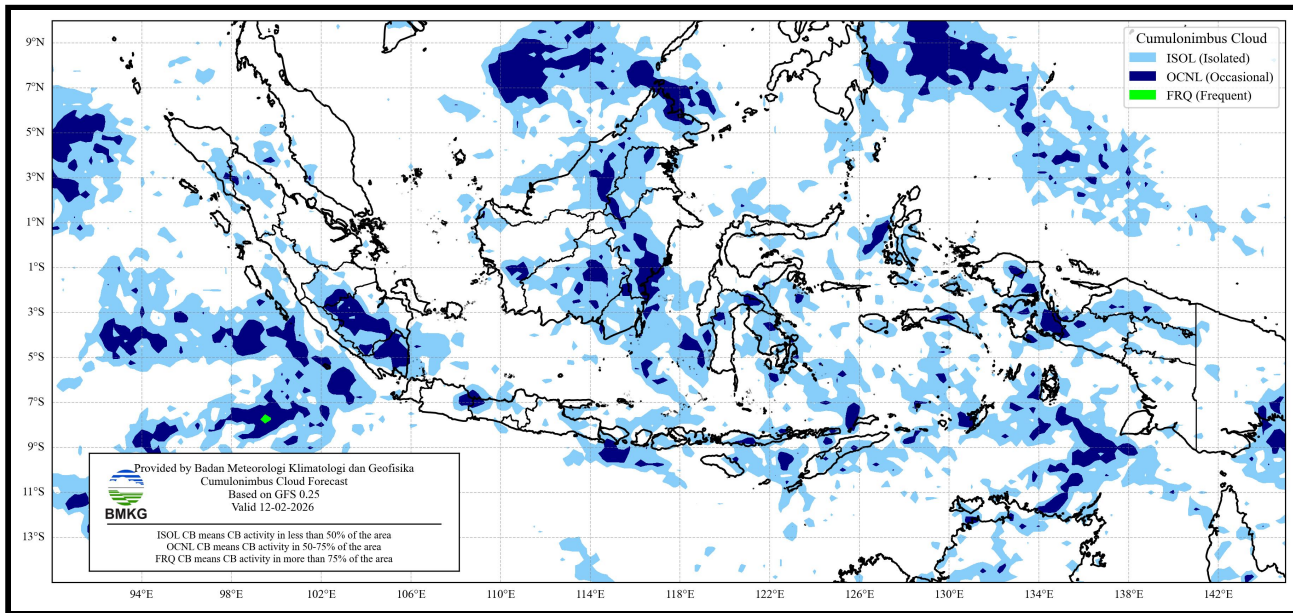 Cumulonimbus Cloud
ISOL (Isolated)
OCNL (Occasional)
FRQ (Frequent)
9°N
7°N
5°N
3°N
1°N
1°S
3°S
5°S
7°S
9°S
11°S
13°S
Provided by Badan Meteorologi Klimatologi dan Geofisika
Cumulonimbus Cloud Forecast
Based on GFS 0.25
Valid 12-02-2026
BMKG
ISOL CB means CB activity in less than 50% of the area
OCNL CB means CB activity in 50-75% of the area
FRQ CB means CB activity in more than 75% of the area
94°E 98°E 102°E 106°E 110°E 114°E 118°E 122°E 126°E 130°E 134°E 138°E 142°E